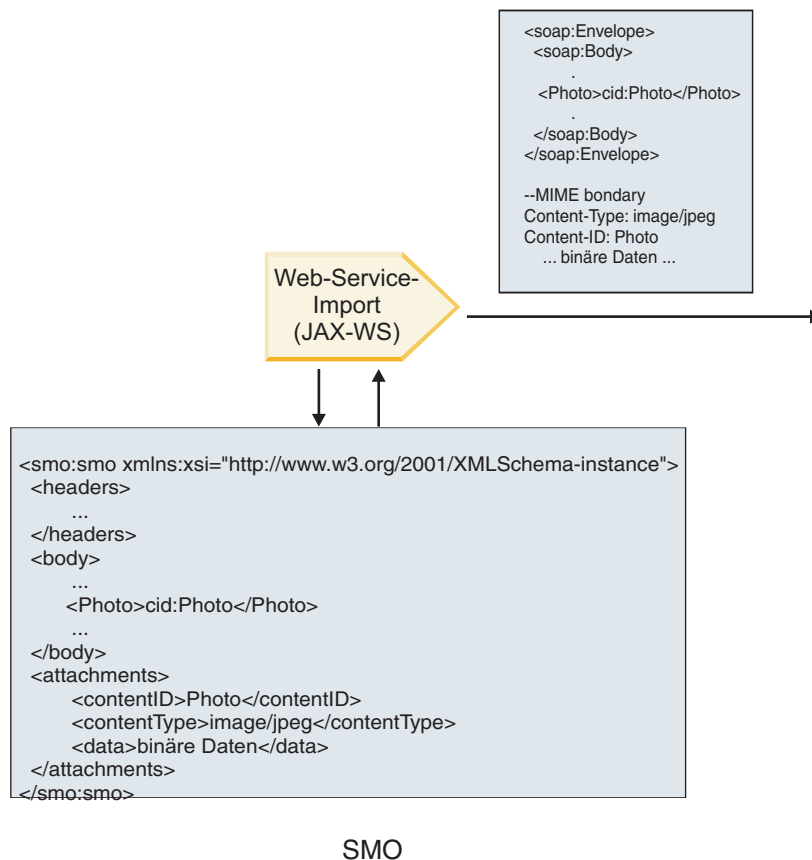 <soap:Envelope>
<soap:Body>
.
<Photo>cid:Photo</Photo>
.
</soap:Body>
</soap:Envelope>
--MIME bondary
Content-Type: image/jpeg
Content-ID: Photo
... binäre Daten ...
Web-Service-
Import
(JAX-WS)
<smo:smo xmlns:xsi="http://www.w3.org/2001/XMLSchema-instance">
<headers>
...
</headers>
<body>
...
<Photo>cid:Photo</Photo>
...
</body>
<attachments>
<contentID>Photo</contentID>
<contentType>image/jpeg</contentType>
<data>binäre Daten</data>
</attachments>
</smo:smo>
SMO